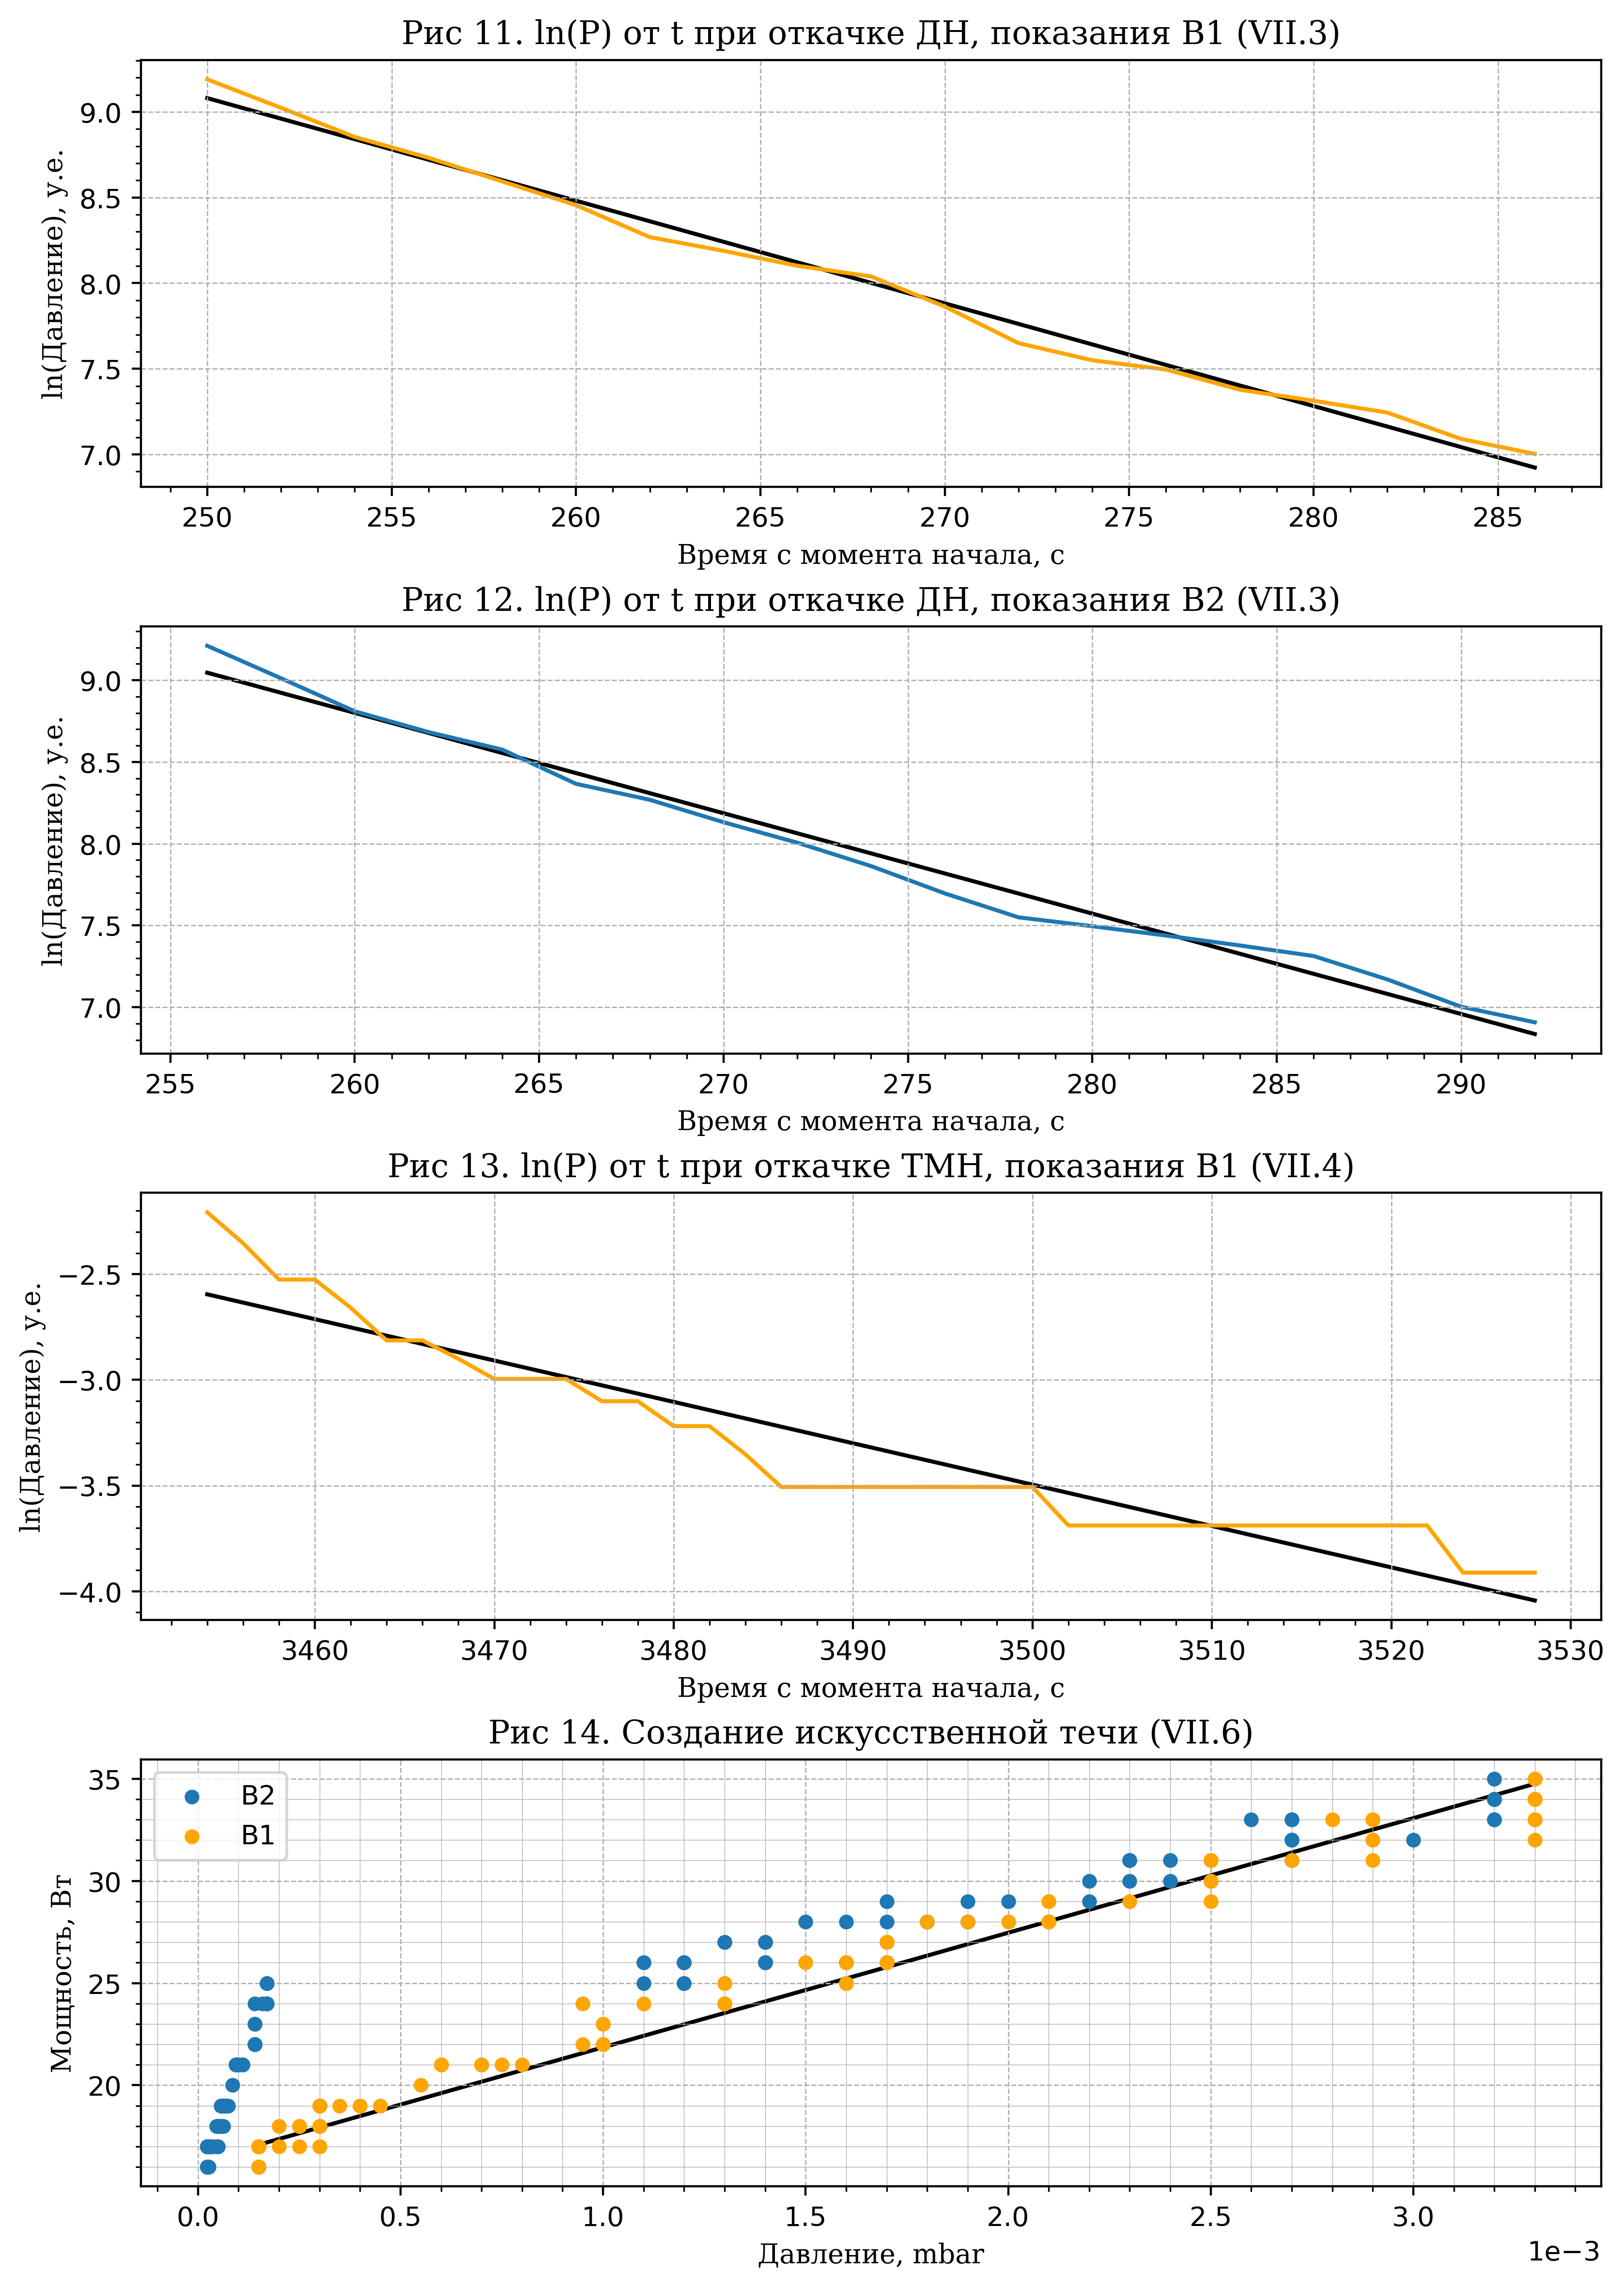 Рис 11. ln(P) от t при откачке ДН, показания В1 (VII.3)
ln(Давление), у.е.
9.0
8.5
8.0
7.5
7.0
250 255 260 265 270 275 280 285
Время с момента начала, с
Рис 12. ln(P) от t при откачке ДН, показания В2 (VII.3)
ln(Давление), у.е.
9.0
8.5
8.0
7.5
7.0
255 260 265 270 275 280 285 290
Время с момента начала, с
Рис 13. ln(P) от t при откачке ТМН, показания В1 (VII.4)
ln(Давление), у.е.
−2.5
−3.0
−3.5
−4.0
3460 3470 3480 3490 3500 3510 3520 3530
Время с момента начала, с
Рис 14. Создание искусственной течи (VII.6)
В2
В1
Мощность, Вт
35
30
25
20
0.0 0.5 1.0 1.5 2.0 2.5 3.0
1e−3
Давление, mbar